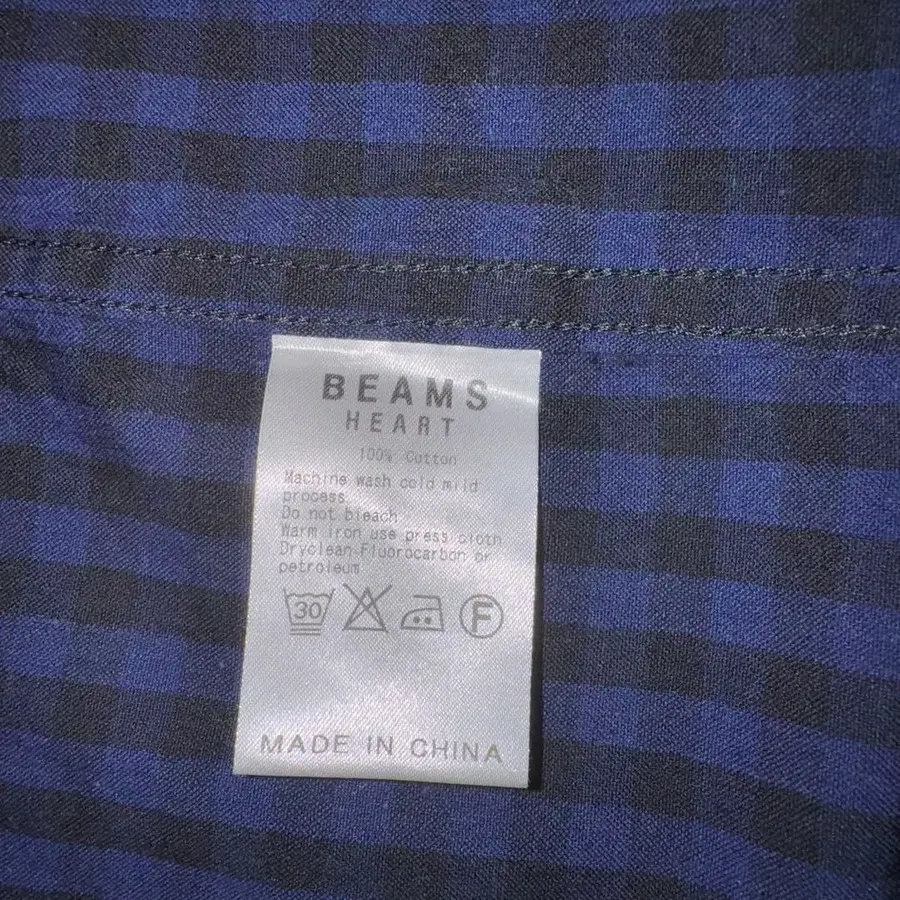 BEAMS
HEART
100% Cotton
Machine wash cold mild
process
Do not bleach
Warm iron use press cloth
Dryclean Fluorocarbon or
petroleum
30 F
MADE IN CHINA